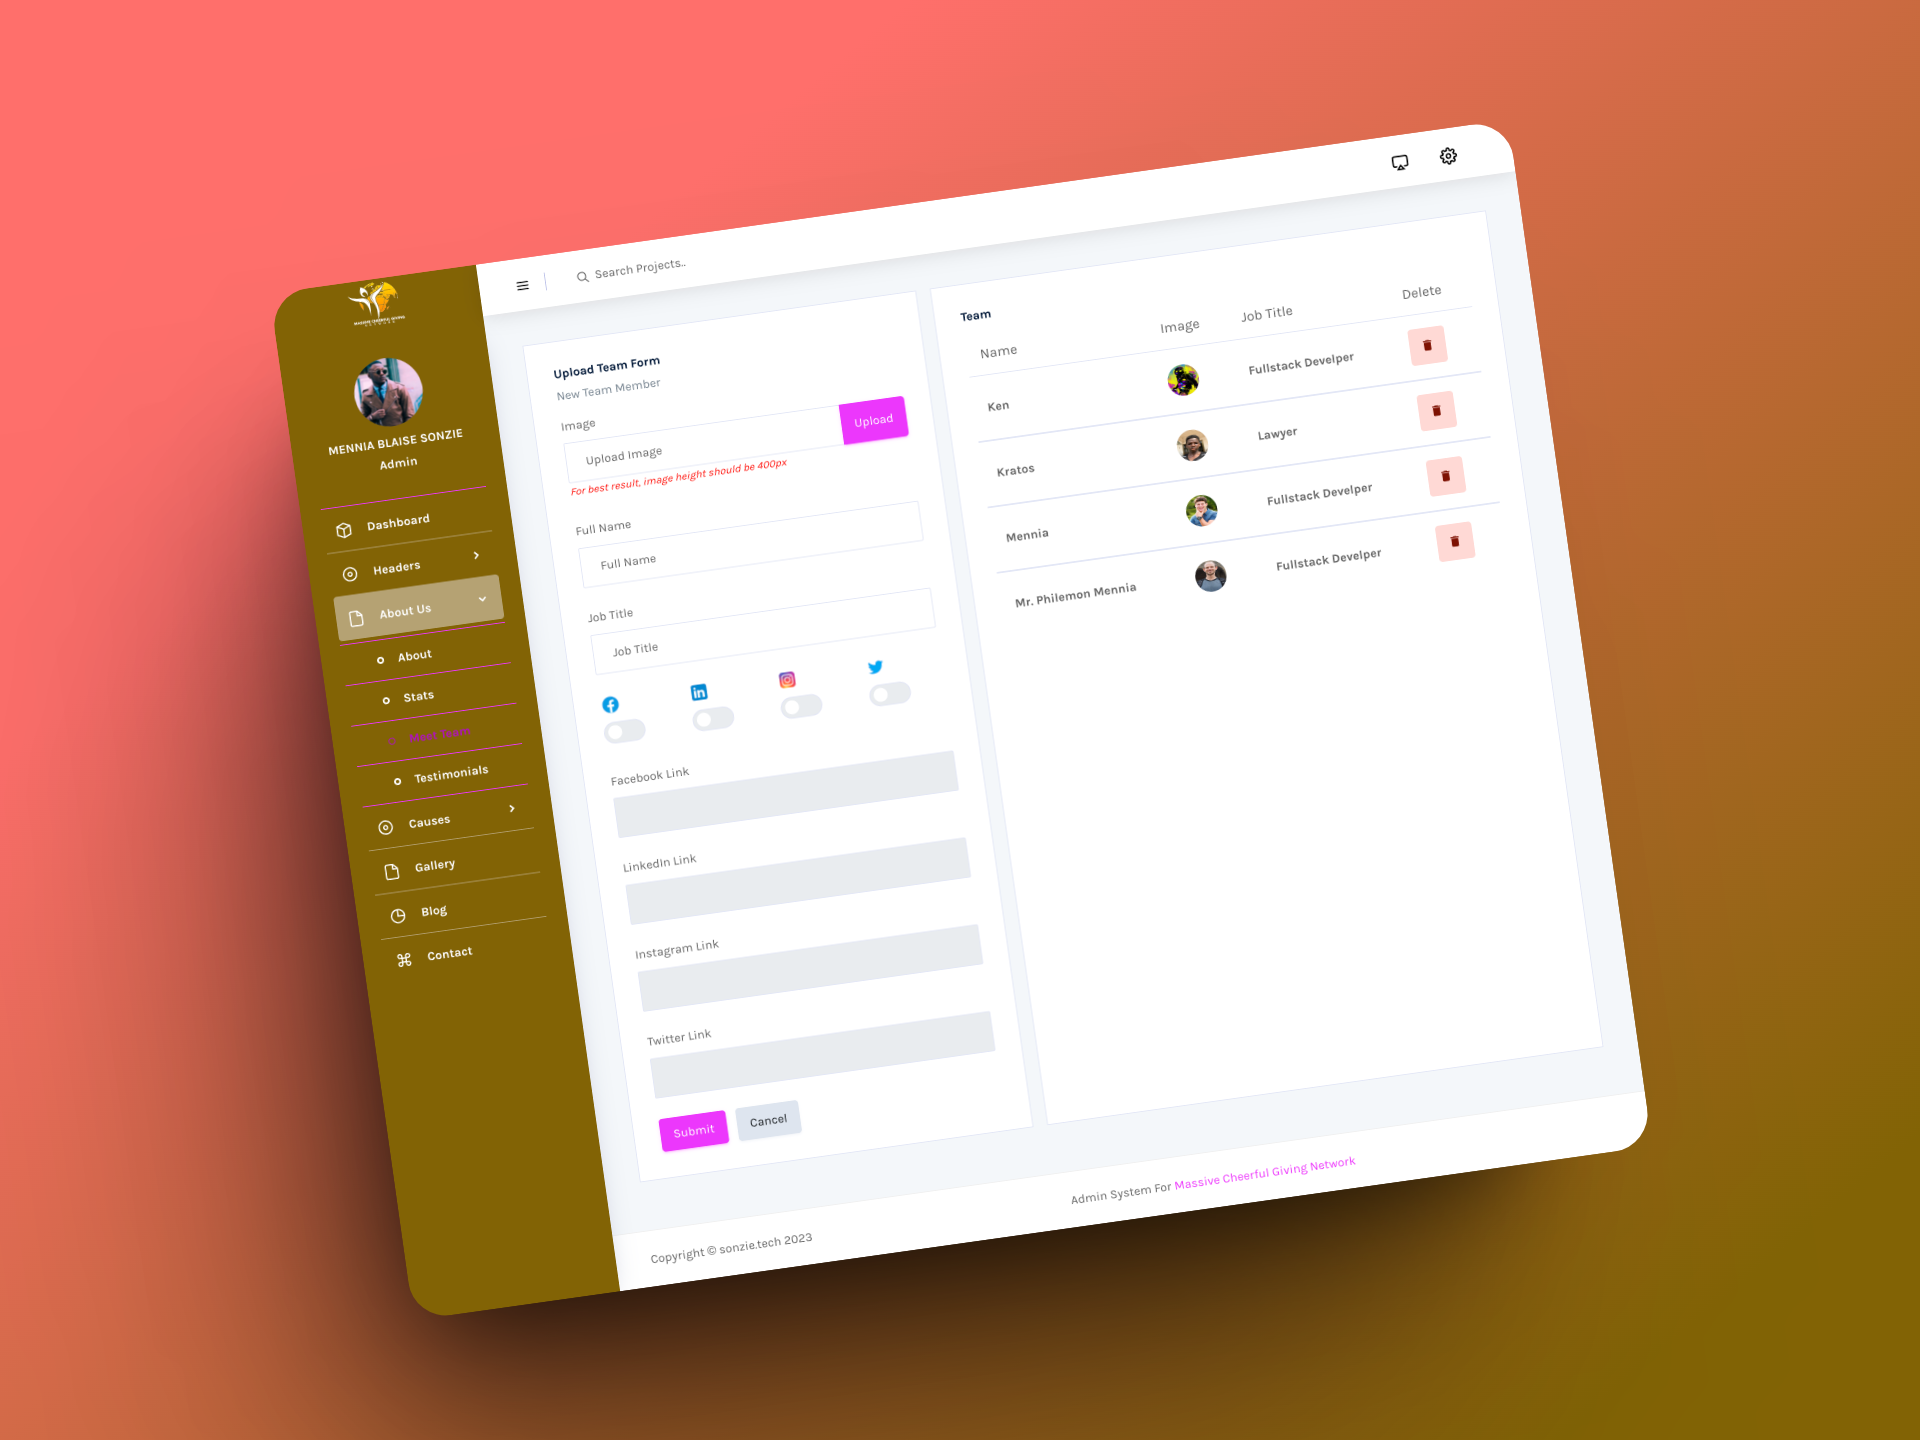 MASSIVE CHEERFUL GIVING
NETWORK
MENNIA BLAISE SONZIE
Admin
Dashboard
Headers
About Us
About
Stats
Meet Team
Testimonials
Causes
Gallery
Blog
Contact
Search Projects..
Upload Team Form
New Team Member
Image
Upload Image
Upload
For best result, image height should be 400px
Full Name
Full Name
Job Title
Job Title
Facebook Link
LinkedIn Link
Instagram Link
Twitter Link
Submit Cancel
Team
Name Image Job Title Delete
Ken Fullstack Develper
Kratos Lawyer
Mennia Fullstack Develper
Mr. Philemon Mennia Fullstack Develper
Copyright © sonzie.tech 2023
Admin System For Massive Cheerful Giving Network